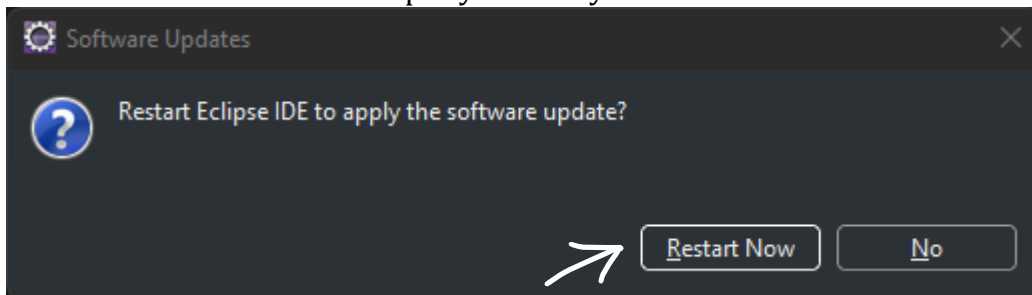 Software Updates
Restart Eclipse IDE to apply the software update?
Restart Now
No